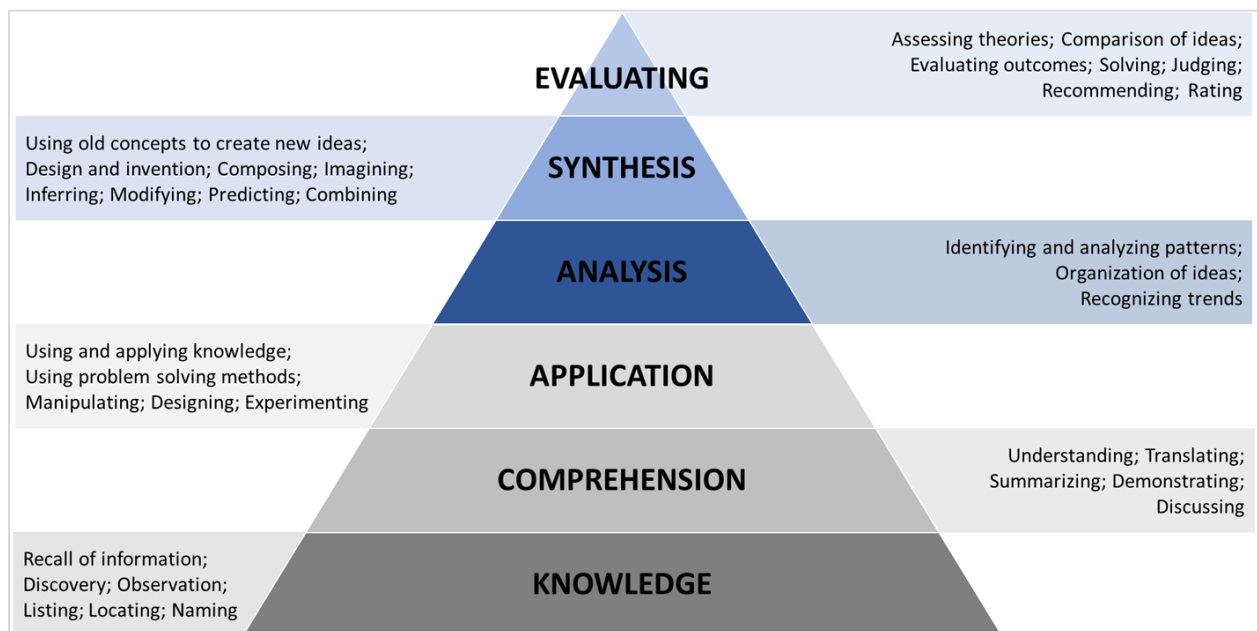 Assessing theories; Comparison of ideas;
Evaluating outcomes; Solving; Judging;
Recommending; Rating
EVALUATING
Using old concepts to create new ideas;
Design and invention; Composing; Imagining;
Inferring; Modifying; Predicting; Combining
SYNTHESIS
ANALYSIS
Identifying and analyzing patterns;
Organization of ideas;
Recognizing trends
Using and applying knowledge;
Using problem solving methods;
Manipulating; Designing; Experimenting
APPLICATION
COMPREHENSION
Understanding; Translating;
Summarizing; Demonstrating;
Discussing
Recall of information;
Discovery; Observation;
Listing; Locating; Naming
KNOWLEDGE